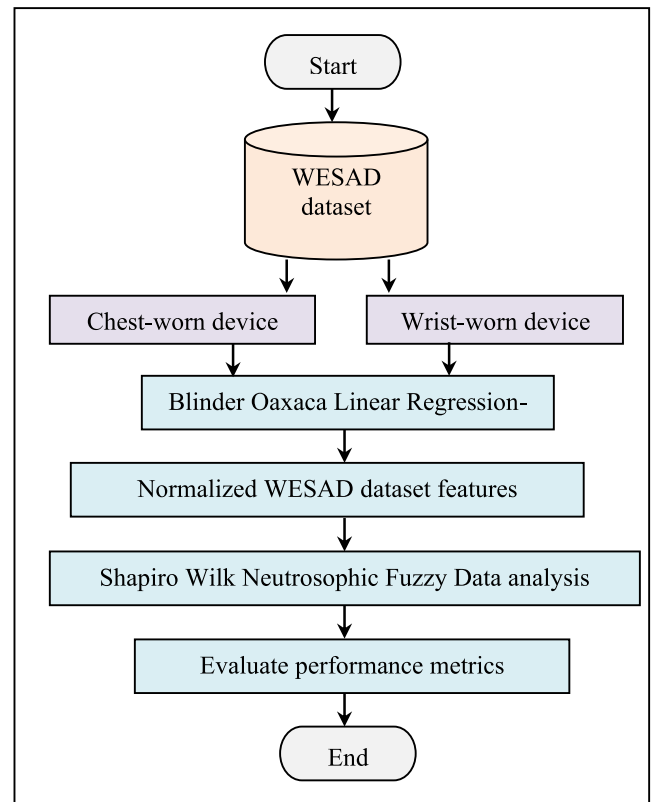 Start
WESAD
dataset
Chest-worn device
Wrist-worn device
Blinder Oaxaca Linear Regression-
Normalized WESAD dataset features
Shapiro Wilk Neutrosophic Fuzzy Data analysis
Evaluate performance metrics
End